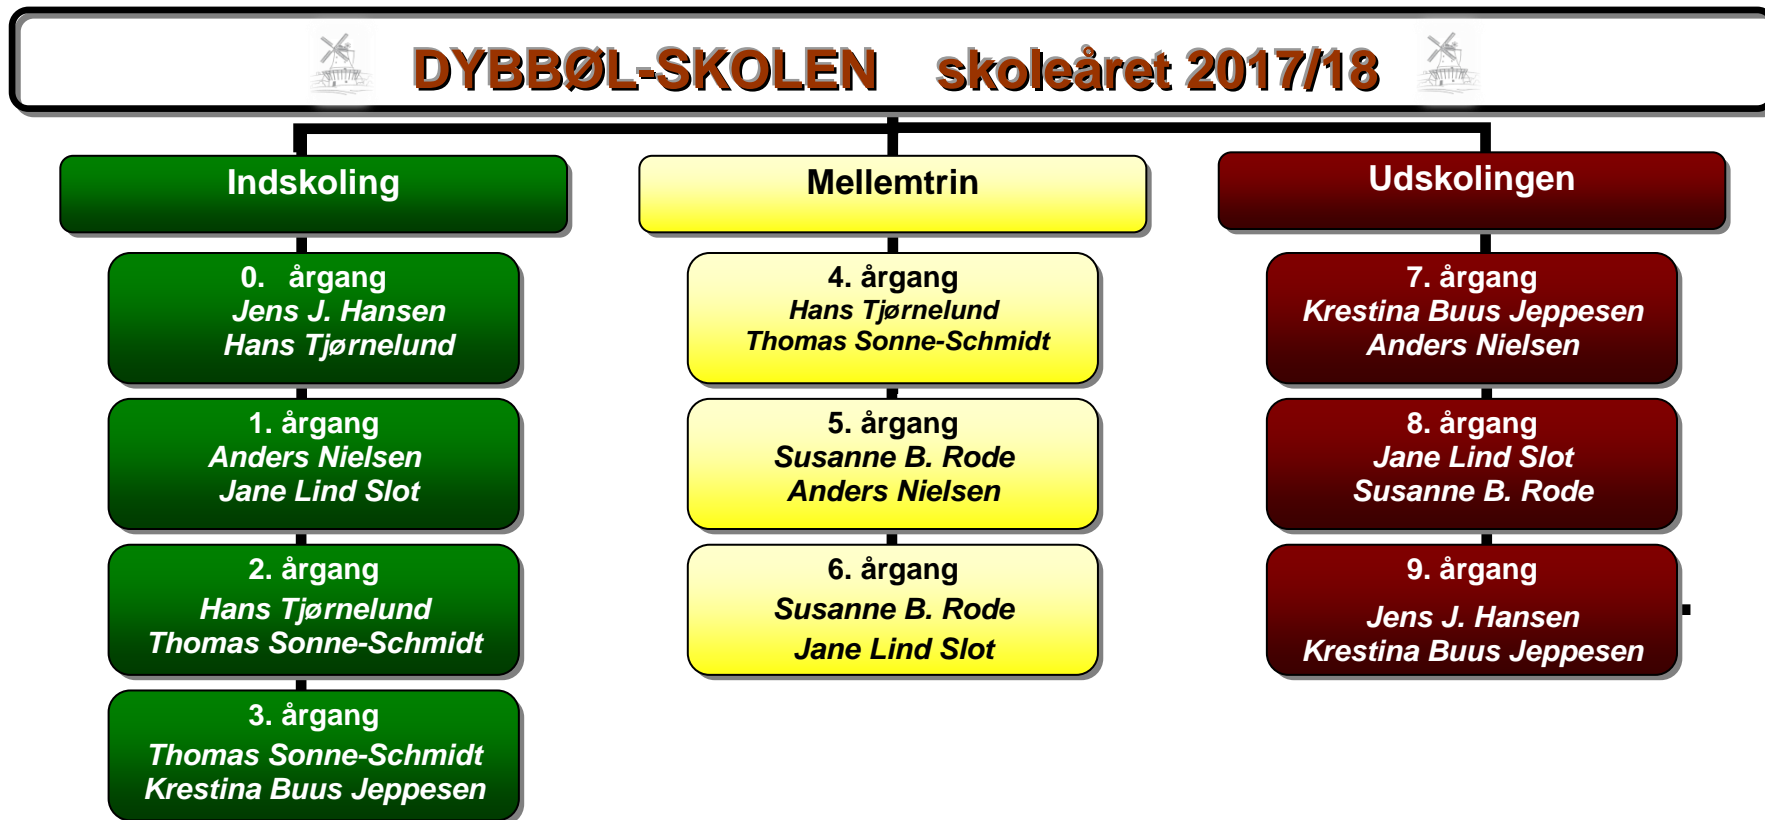 DYBBØL-SKOLEN skoleåret 2017/18
Indskoling
0. årgang
Jens J. Hansen
Hans Tjørnelund
1. årgang
Anders Nielsen
Jane Lind Slot
2. årgang
Hans Tjørnelund
Thomas Sonne-Schmidt
3. årgang
Thomas Sonne-Schmidt
Krestina Buus Jeppesen
Mellemtrin
4. årgang
Hans Tjørnelund
Thomas Sonne-Schmidt
5. årgang
Susanne B. Rode
Anders Nielsen
6. årgang
Susanne B. Rode
Jane Lind Slot
Udskolingen
7. årgang
Krestina Buus Jeppesen
Anders Nielsen
8. årgang
Jane Lind Slot
Susanne B. Rode
9. årgang
Jens J. Hansen
Krestina Buus Jeppesen